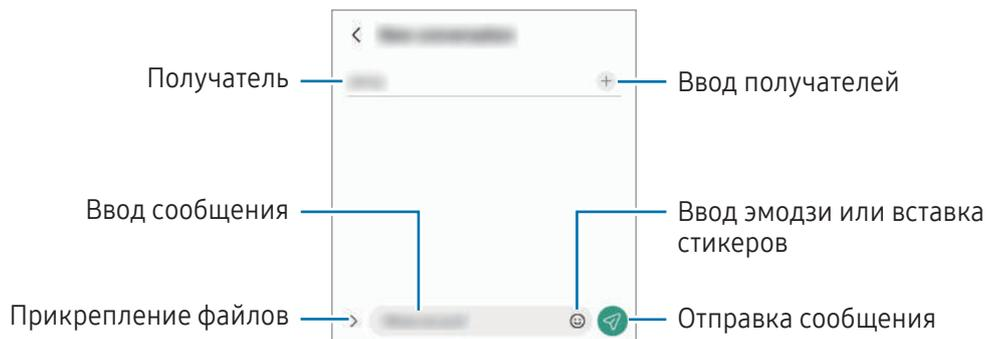 Получатель
Ввод получателей
Ввод сообщения
Ввод эмодзи или вставка
стикеров
Прикрепление файлов
Отправка сообщения